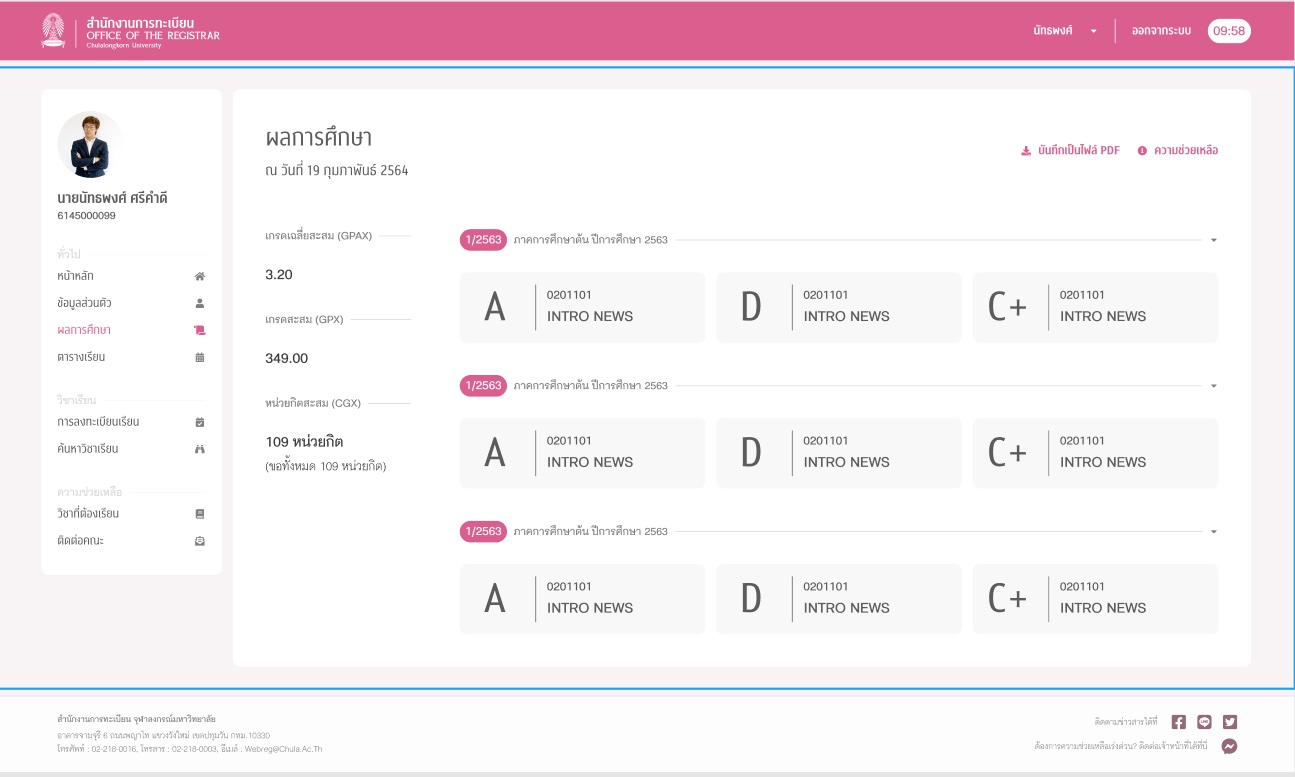 สำนักงานการทะเบียน
OFFICE OF THE REGISTRAR
Chulalongkorn University
นัทธพงศ์
ออกจากระบบ
09:58
นายนัทธพงศ์ ศรีคำดี
6145000099
ทั่วไป
หน้าหลัก
ข้อมูลส่วนตัว
ผลการศึกษา
ตารางเรียน
วิชาเรียน
การลงทะเบียนเรียน
ค้นหาวิชาเรียน
ความช่วยเหลือ
วิชาที่ต้องเรียน
ติดต่อคณะ
ผลการศึกษา
ณ วันที่ 19 กุมภาพันธ์ 2564
บันทึกเป็นไฟล์ PDF
ความช่วยเหลือ
เกรดเฉลี่ยสะสม (GPAX)
3.20
เกรดสะสม (GPX)
349.00
หน่วยกิตสะสม (CGX)
109 หน่วยกิต
(ขอทั้งหมด 109 หน่วยกิต)
1/2563 ภาคการศึกษาต้น ปีการศึกษา 2563
A
0201101
INTRO NEWS
D
0201101
INTRO NEWS
C+
0201101
INTRO NEWS
1/2563 ภาคการศึกษาต้น ปีการศึกษา 2563
A
0201101
INTRO NEWS
D
0201101
INTRO NEWS
C+
0201101
INTRO NEWS
1/2563 ภาคการศึกษาต้น ปีการศึกษา 2563
A
0201101
INTRO NEWS
D
0201101
INTRO NEWS
C+
0201101
INTRO NEWS
สำนักงานการทะเบียน จุฬาลงกรณ์มหาวิทยาลัย
อาคารจามจุรี 6 ถนนพญาไท แขวงวังใหม่ เขตปทุมวัน กทม.10330
โทรศัพท์ : 02-218-0016, โทรสาร : 02-218-0003, อีเมล์ : Webreg@Chula.Ac.Th
ติดตามข่าวสารได้ที่
ต้องการความช่วยเหลือเร่งด่วน? ติดต่อเจ้าหน้าที่ได้ที่นี่